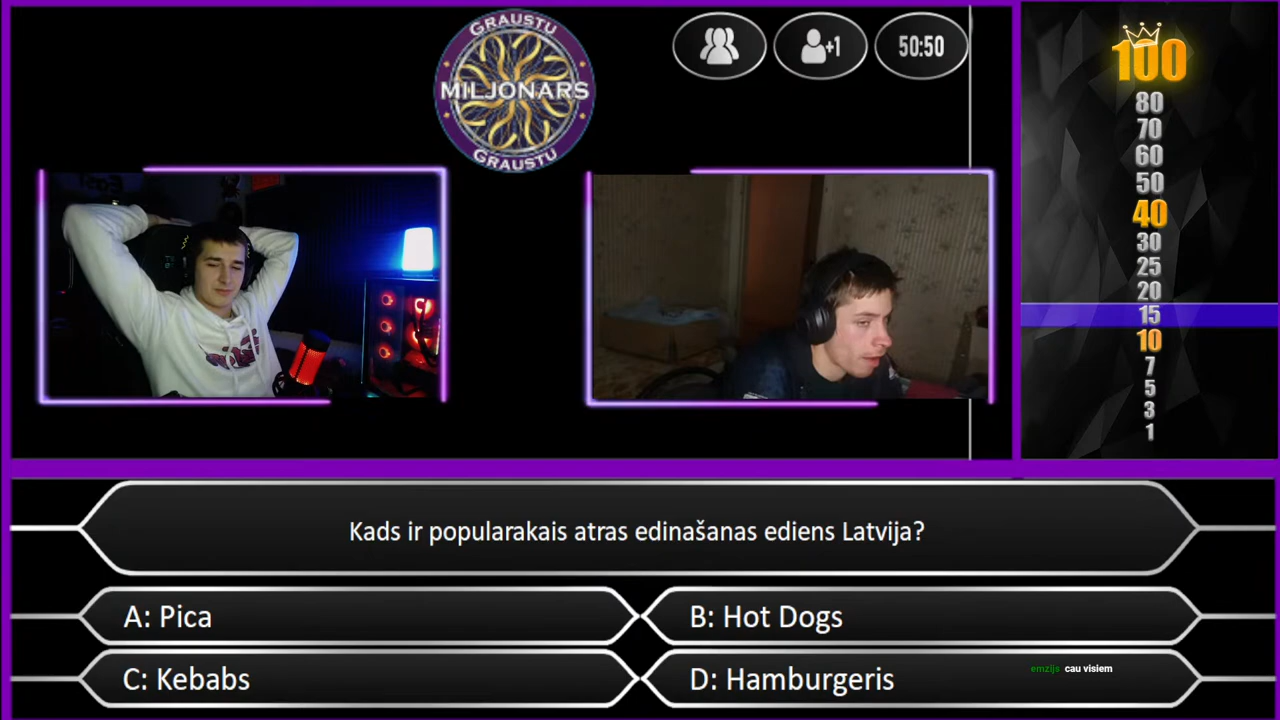 GRAUSTU
MILJONARS
GRAUSTU
+1
50:50
100
80
70
60
50
40
30
25
20
15
10
7
5
3
1
Kads ir popularakais atras edinašanas ediens Latvija?
A: Pica
B: Hot Dogs
C: Kebabs
D: Hamburgeris
emzijs cau visiem